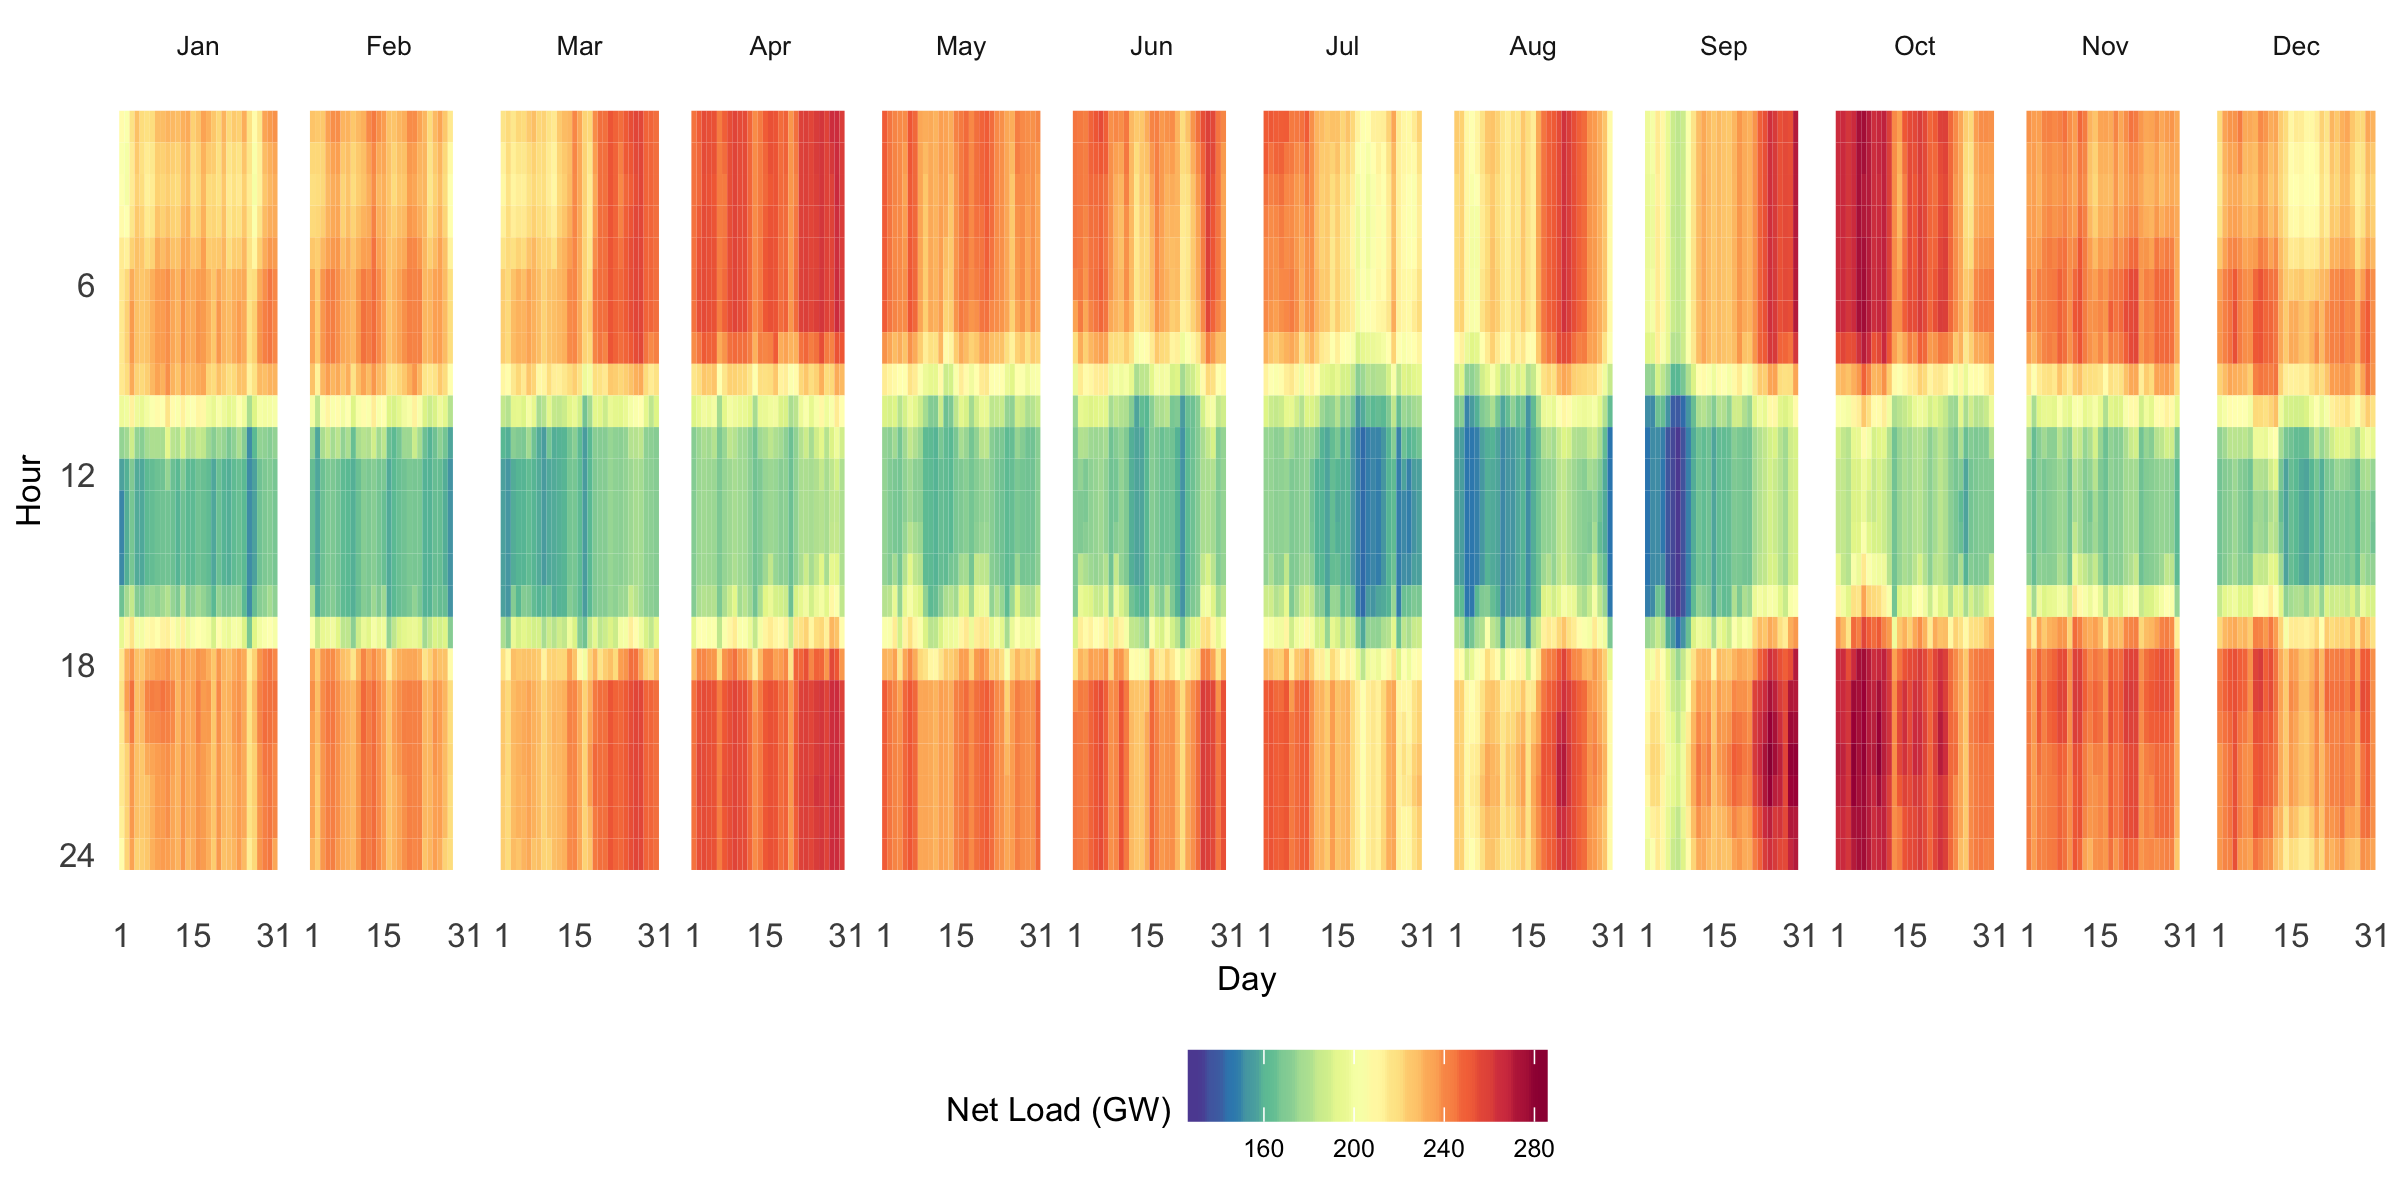 Jan Feb Mar Apr May Jun Jul Aug Sep Oct Nov Dec
6
12
18
24
Hour
1 15 31 1 15 31 1 15 31 1 15 31 1 15 31 1 15 31 1 15 31 1 15 31 1 15 31 1 15 31 1 15 31 1 15 31
Day
Net Load (GW)
160 200 240 280